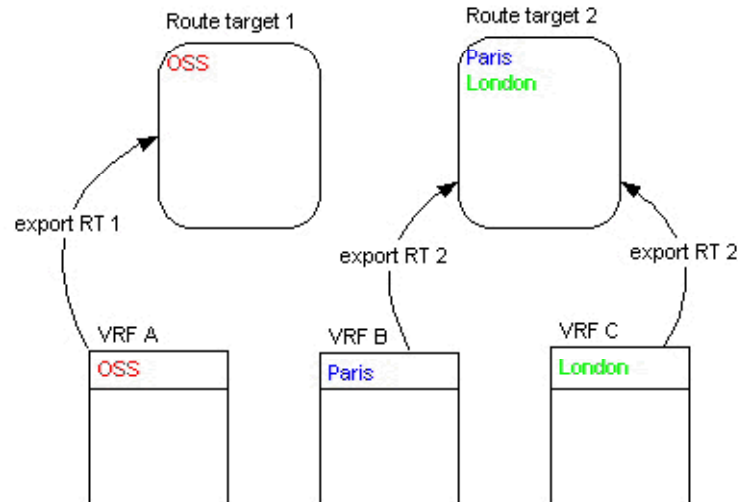 Route target 1
Route target 2
OSS
Paris
London
export RT 1
export RT 2
export RT 2
VRF A
VRF B
VRF C
OSS
Paris
London